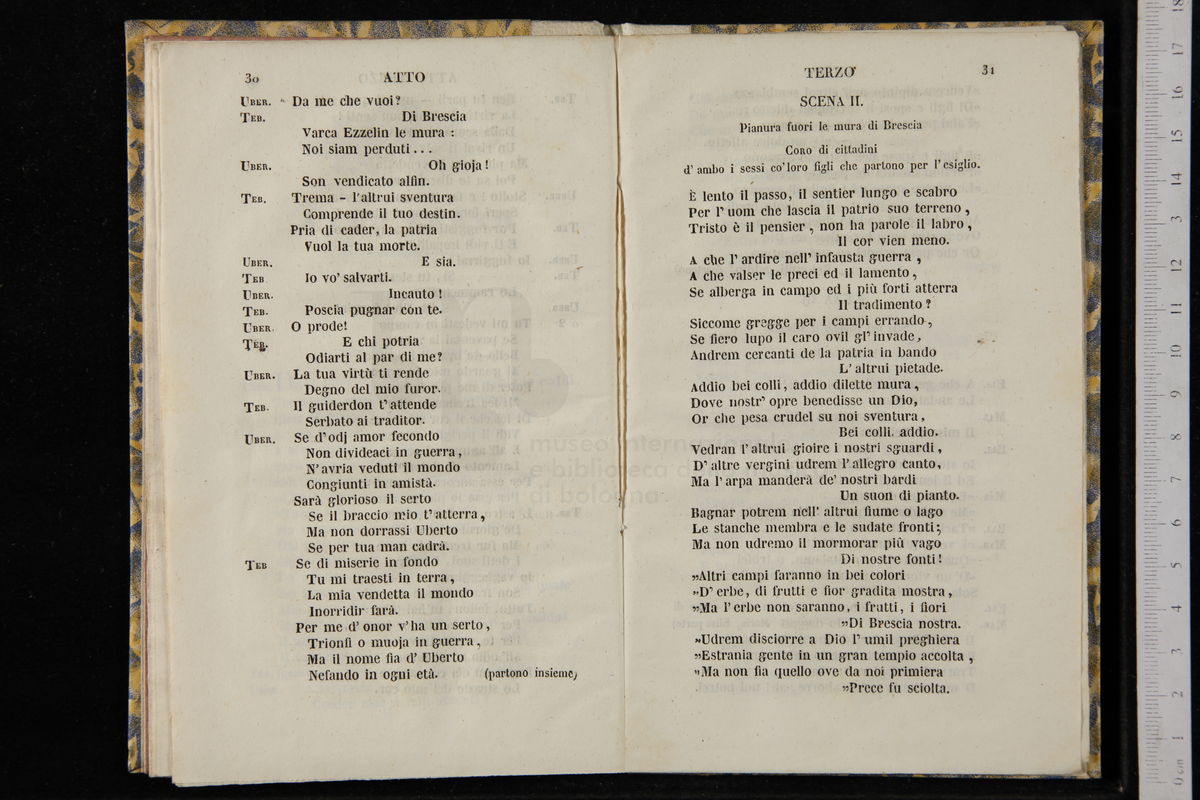 30 ATTO
UBER. Da me che vuoi?
TEB. Di Brescia
Varca Ezzelin le mura :
Noi siam perduti . . .
UBER. Oh gioja!
Son vendicato alfin.
TEB. Trema - l'altrui sventura
Comprende il tuo destin.
Pria di cader, la patria
Vuol la tua morte.
UBER. E sia.
TEB Io vo' salvarti.
UBER. Incauto!
TEB. Poscia pugnar con te.
UBER. O prode!
TEB. E chi potria
Odiarti al par di me?
UBER. La tua virtù ti rende
Degno del mio furor.
TEB. Il guiderdon t' attende
Serbato ai traditor.
UBER. Se d' odj amor fecondo
Non divideaci in guerra,
N' avria veduti il mondo
Congiunti in amistà.
Sarà glorioso il serto
Se il braccio mio t' atterra,
Ma non dorrassi Uberto
Se per tua man cadrà.
TEB Se di miserie in fondo
Tu mi traesti in terra,
La mia vendetta il mondo
Inorridir farà.
Per me d' onor v' ha un serto,
Trionfi o muoja in guerra,
Ma il nome fia d' Uberto
Nefando in ogni età. (partono insieme)
TERZO 31
SCENA II.
Pianura fuori le mura di Brescia
CORO di cittadini
d' ambo i sessi co' loro figli che partono per l' esiglio.
È lento il passo, il sentier lungo e scabro
Per l' uom che lascia il patrio suo terreno,
Tristo è il pensier, non ha parole il labro,
Il cor vien meno.
A che l' ardire nell' infausta guerra,
A che valser le preci ed il lamento,
Se alberga in campo ed i più forti atterra
Il tradimento?
Siccome gregge per i campi errando,
Se fiero lupo il caro ovil gl' invade,
Andrem cercanti de la patria in bando
L' altrui pietade.
Addio bei colli, addio dilette mura,
Dove nostr' opre benedisse un Dio,
Or che pesa crudel su noi sventura,
Bei colli, addio.
Vedran l' altrui gioire i nostri sguardi,
D' altre vergini udrem l' allegro canto,
Ma l' arpa manderà de' nostri bardi
Un suon di pianto.
Bagnar potrem nell' altrui fiume o lago
Le stanche membra e le sudate fronti;
Ma non udremo il mormorar più vago
Di nostre fonti!
»Altri campi faranno in bei colori
»D' erbe, di frutti e fior gradita mostra,
»Ma l' erbe non saranno, i frutti, i fiori
»Di Brescia nostra.
»Udrem disciorre a Dio l' umil preghiera
»Estrania gente in un gran tempio accolta,
»Ma non fia quello ove da noi primiera
»Prece fu sciolta.
museo internazionale
e biblioteca d
di bologna